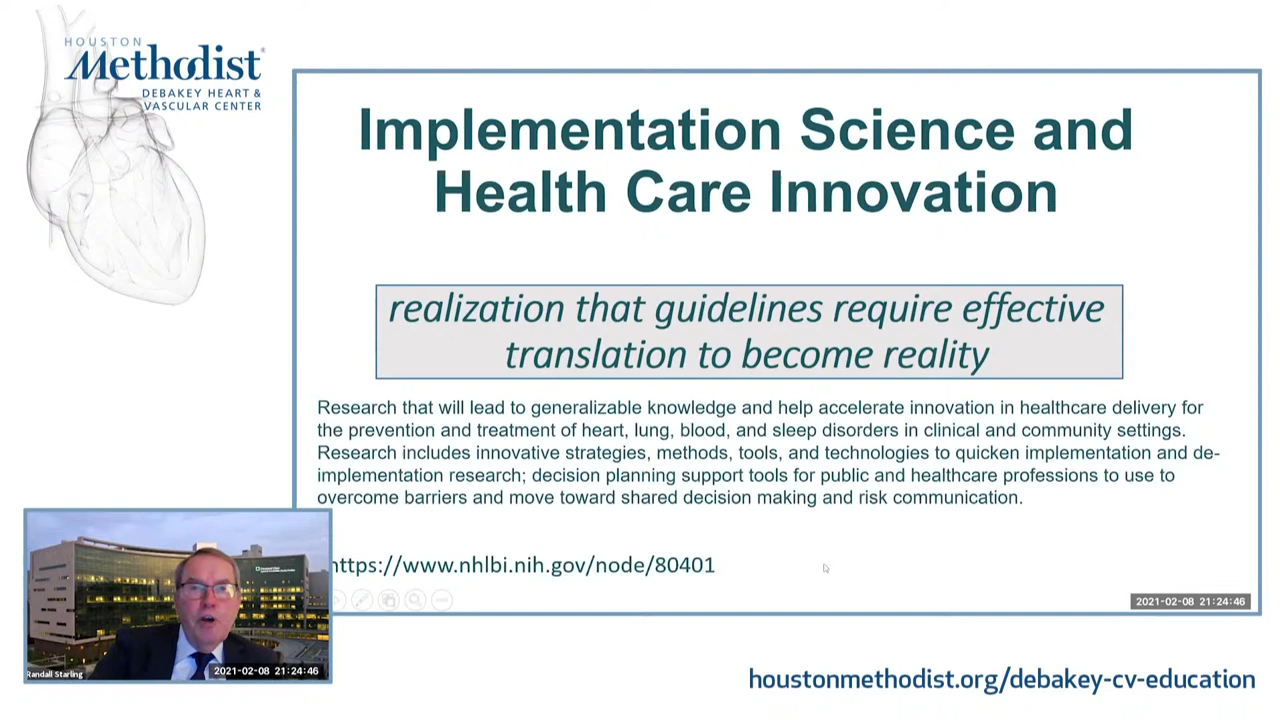 HOUSTON
Methodist
DEBAKEY HEART &
VASCULAR CENTER
Implementation Science and
Health Care Innovation
realization that guidelines require effective
translation to become reality
Research that will lead to generalizable knowledge and help accelerate innovation in healthcare delivery for
the prevention and treatment of heart, lung, blood, and sleep disorders in clinical and community settings.
Research includes innovative strategies, methods, tools, and technologies to quicken implementation and de-
implementation research; decision planning support tools for public and healthcare professions to use to
overcome barriers and move toward shared decision making and risk communication.
https://www.nhlbi.nih.gov/node/80401
2021-02-08 21:24:46
2021-02-08 21:24:46
Randall Starling
houstonmethodist.org/debakey-cv-education